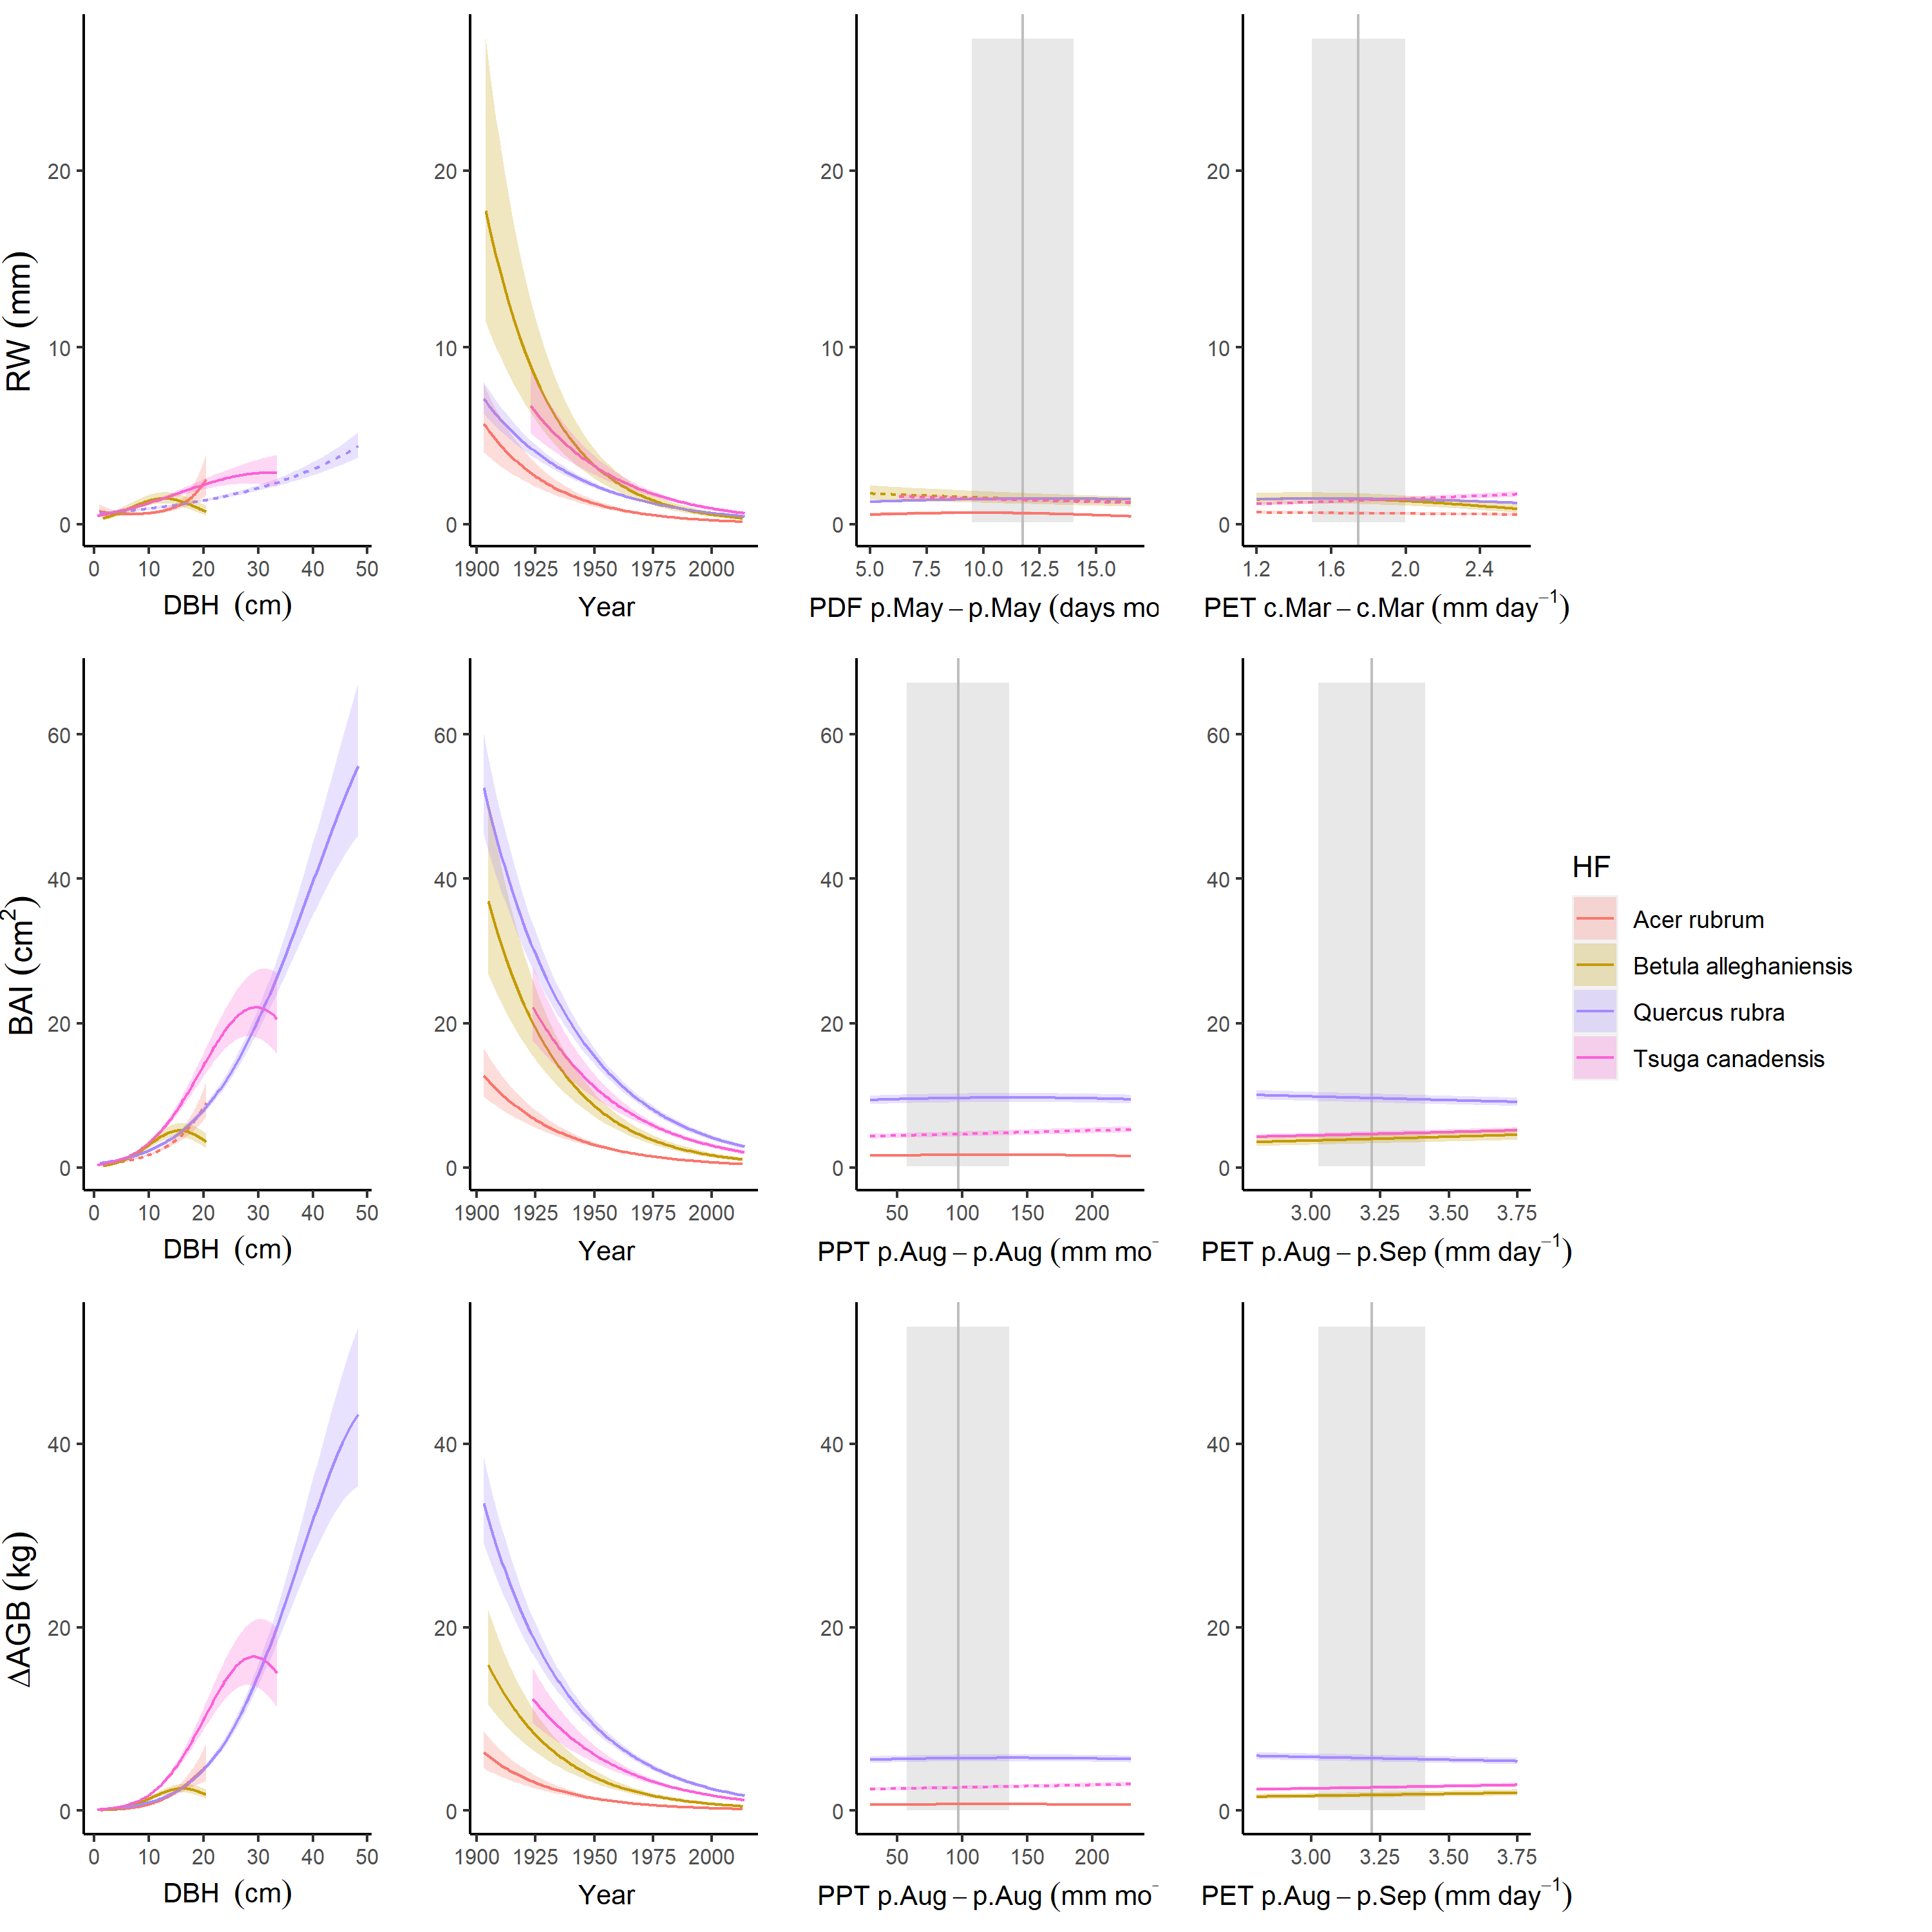 RW (mm)
20
10
0
0 10 20 30 40 50
DBH (cm)
20
10
0
1900 1925 1950 1975 2000
Year
20
10
0
5.0 7.5 10.0 12.5 15.0
PDF p.May – p.May (days mo
20
10
0
1.2 1.6 2.0 2.4
PET c.Mar – c.Mar (mm day⁻¹)
BAI (cm²)
60
40
20
0
0 10 20 30 40 50
DBH (cm)
60
40
20
0
1900 1925 1950 1975 2000
Year
60
40
20
0
50 100 150 200
PPT p.Aug – p.Aug (mm mo⁻
60
40
20
0
3.00 3.25 3.50 3.75
PET p.Aug – p.Sep (mm day⁻¹)
HF
Acer rubrum
Betula alleghaniensis
Quercus rubra
Tsuga canadensis
ΔAGB (kg)
40
20
0
0 10 20 30 40 50
DBH (cm)
40
20
0
1900 1925 1950 1975 2000
Year
40
20
0
50 100 150 200
PPT p.Aug – p.Aug (mm mo⁻
40
20
0
3.00 3.25 3.50 3.75
PET p.Aug – p.Sep (mm day⁻¹)